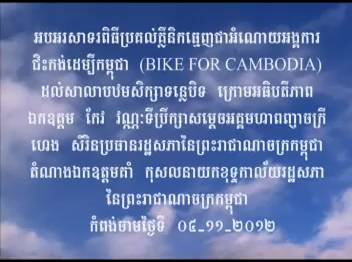 អបអរសាទរពិធីប្រគល់គ្លីនិកធ្មេញជាអំណោយអង្គការ
ជិះកង់ដើម្បីកម្ពុជា (BIKE FOR CAMBODIA)
ដល់សាលាបឋមសិក្សាទន្លេបិទ ក្រោមអធិបតីភាព
ឯកឧត្តម កែវ វណ្ណៈទីប្រឹក្សាសម្តេចអគ្គមហាពញាចក្រី
ហេង សំរិនប្រធានរដ្ឋសភានៃព្រះរាជាណាចក្រកម្ពុជា
តំណាងឯកឧត្តមគាំ កុសលនាយកខុទ្ទកាល័យរដ្ឋសភា
នៃព្រះរាជាណាចក្រកម្ពុជា
កំពង់ចាមថ្ងៃទី ០៤-១១-២០១២